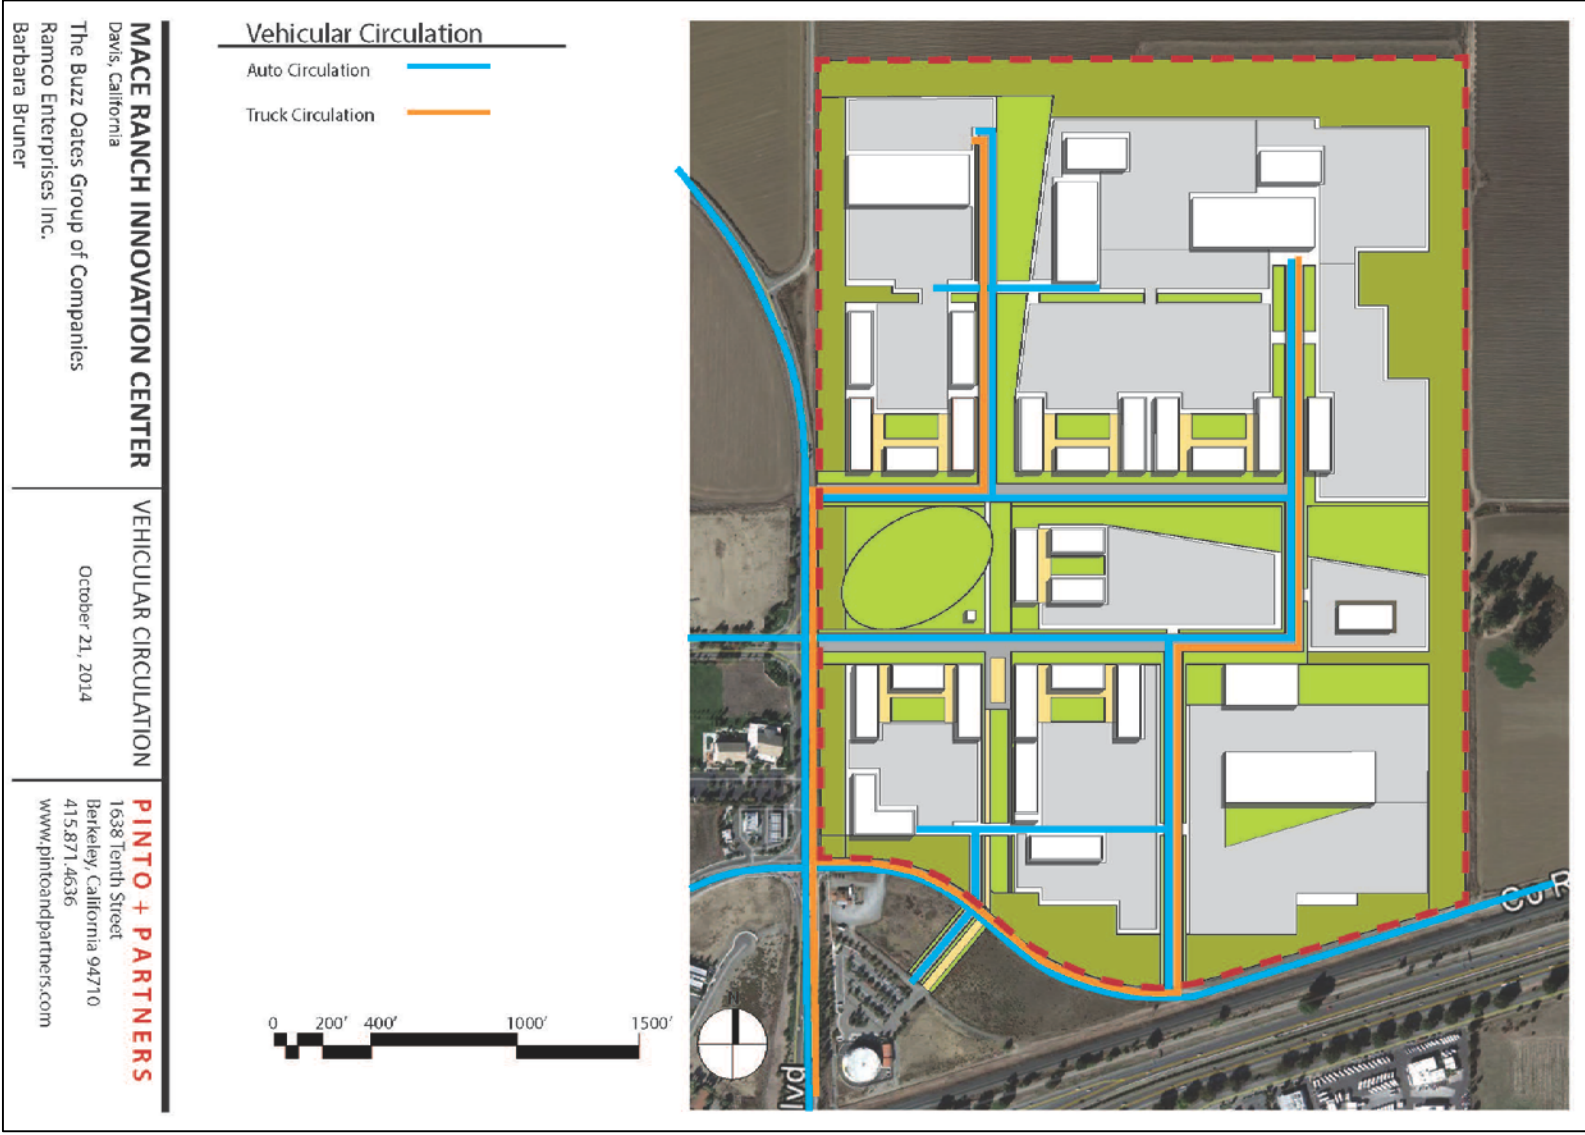 MACE RANCH INNOVATION CENTER
Davis, California
The Buzz Oates Group of Companies
Ramco Enterprises Inc.
Barbara Bruner
VEHICULAR CIRCULATION
October 21, 2014
PINTO + PARTNERS
1638 Tenth Street
Berkeley, California 94710
415.871.4636
www.pintoandpartners.com
Vehicular Circulation
Auto Circulation
Truck Circulation
0 200' 400' 1000' 1500'
lvd
Co R